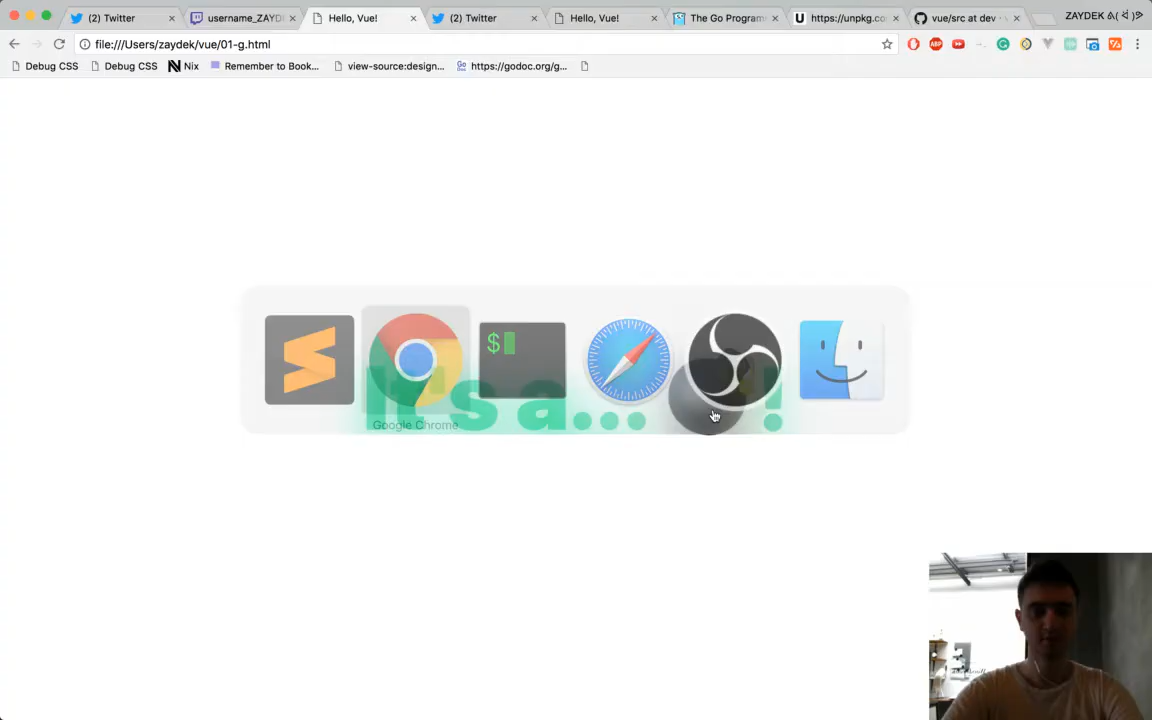 (2) Twitter
username_ZAYD
Hello, Vue!
(2) Twitter
Hello, Vue!
The Go Program
https://unpkg.co
vue/src at dev
ZAYDEK
file:///Users/zaydek/vue/01-g.html
Debug CSS
Debug CSS
Nix
Remember to Book...
view-source:design...
https://godoc.org/g...
$
It's a... !
Google Chrome